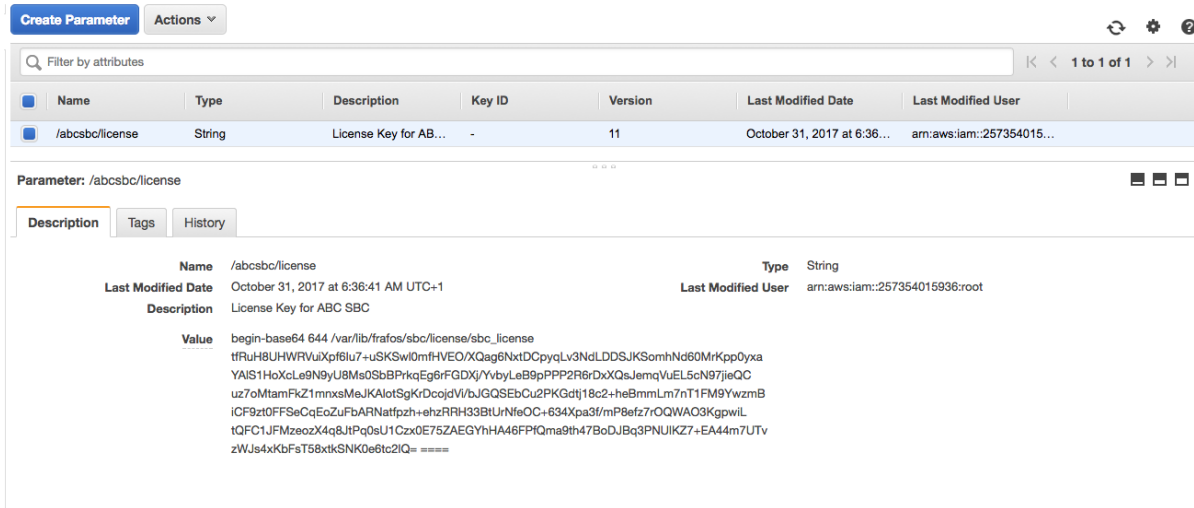 Create Parameter Actions
Filter by attributes 1 to 1 of 1
Name Type Description Key ID Version Last Modified Date Last Modified User
/abcsbc/license String License Key for AB... - 11 October 31, 2017 at 6:36... arn:aws:iam::257354015...
Parameter: /abcsbc/license
Description Tags History
Name /abcsbc/license Type String
Last Modified Date October 31, 2017 at 6:36:41 AM UTC+1 Last Modified User arn:aws:iam::257354015936:root
Description License Key for ABC SBC
Value begin-base64 644 /var/lib/frafos/sbc/license/sbc_license
tfRuH8UHWRVuiXpf6Iu7+uSKSwI0mfHVEO/XQag6NxtDCpyqLv3NdLDDSJKSomhNd60MrKpp0yxa
YAlS1HoXcLe9N9yU8Ms0SbBPrkqEg6rFGDXj/YvbyLeB9pPPP2R6rDxXQsJemqVuEL5cN97jieQC
uz7oMtamFkZ1mnxsMeJKAlotSgKrDcojdVi/bJGQSEbCu2PKGdtj18c2+heBmmLm7nT1FM9YwzmB
iCF9zt0FFSeCqEoZuFbARNatfpzh+ehzRRH33BtUrNfeOC+634Xpa3f/mP8efz7rOQWAO3KgpwiL
tQFC1JFMzeozX4q8JtPq0sU1Czx0E75ZAEGYhHA46FPfQma9th47BoDJBq3PNUlKZ7+EA44m7UTv
zWJs4xKbFsT58xtkSNK0e6tc2lQ= ====